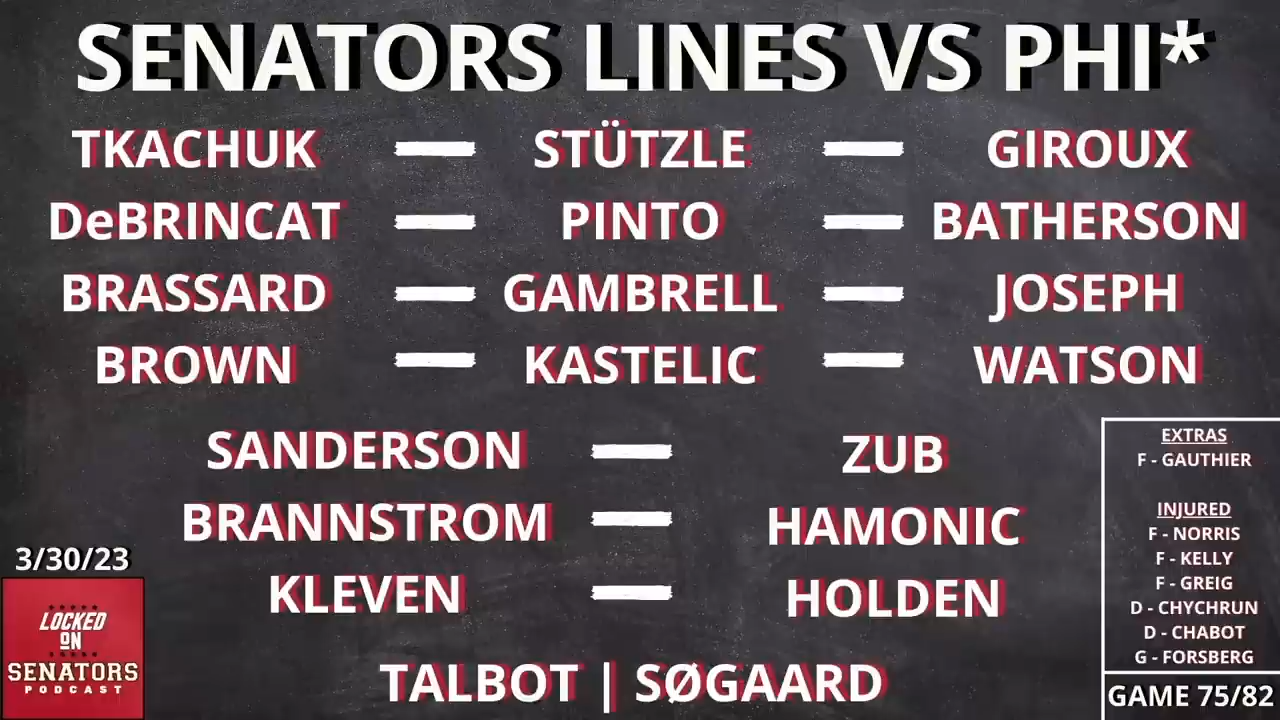 SENATORS LINES VS PHI*
TKACHUK — STÜTZLE — GIROUX
DeBRINCAT — PINTO — BATHERSON
BRASSARD — GAMBRELL — JOSEPH
BROWN — KASTELIC — WATSON
SANDERSON — ZUB
BRANNSTROM — HAMONIC
KLEVEN — HOLDEN
TALBOT | SØGAARD
EXTRAS
F - GAUTHIER
INJURED
F - NORRIS
F - KELLY
F - GREIG
D - CHYCHRUN
D - CHABOT
G - FORSBERG
GAME 75/82
3/30/23
LOCKED
ON
SENATORS
PODCAST